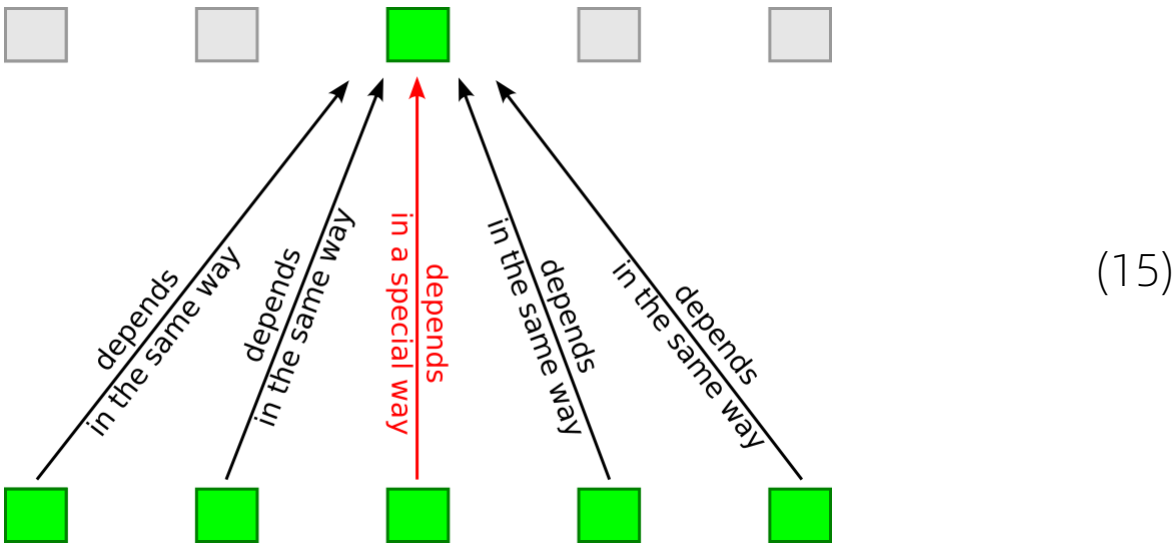 depends
in the same way
depends
in the same way
depends
in a special way
depends
in the same way
depends
in the same way
(15)